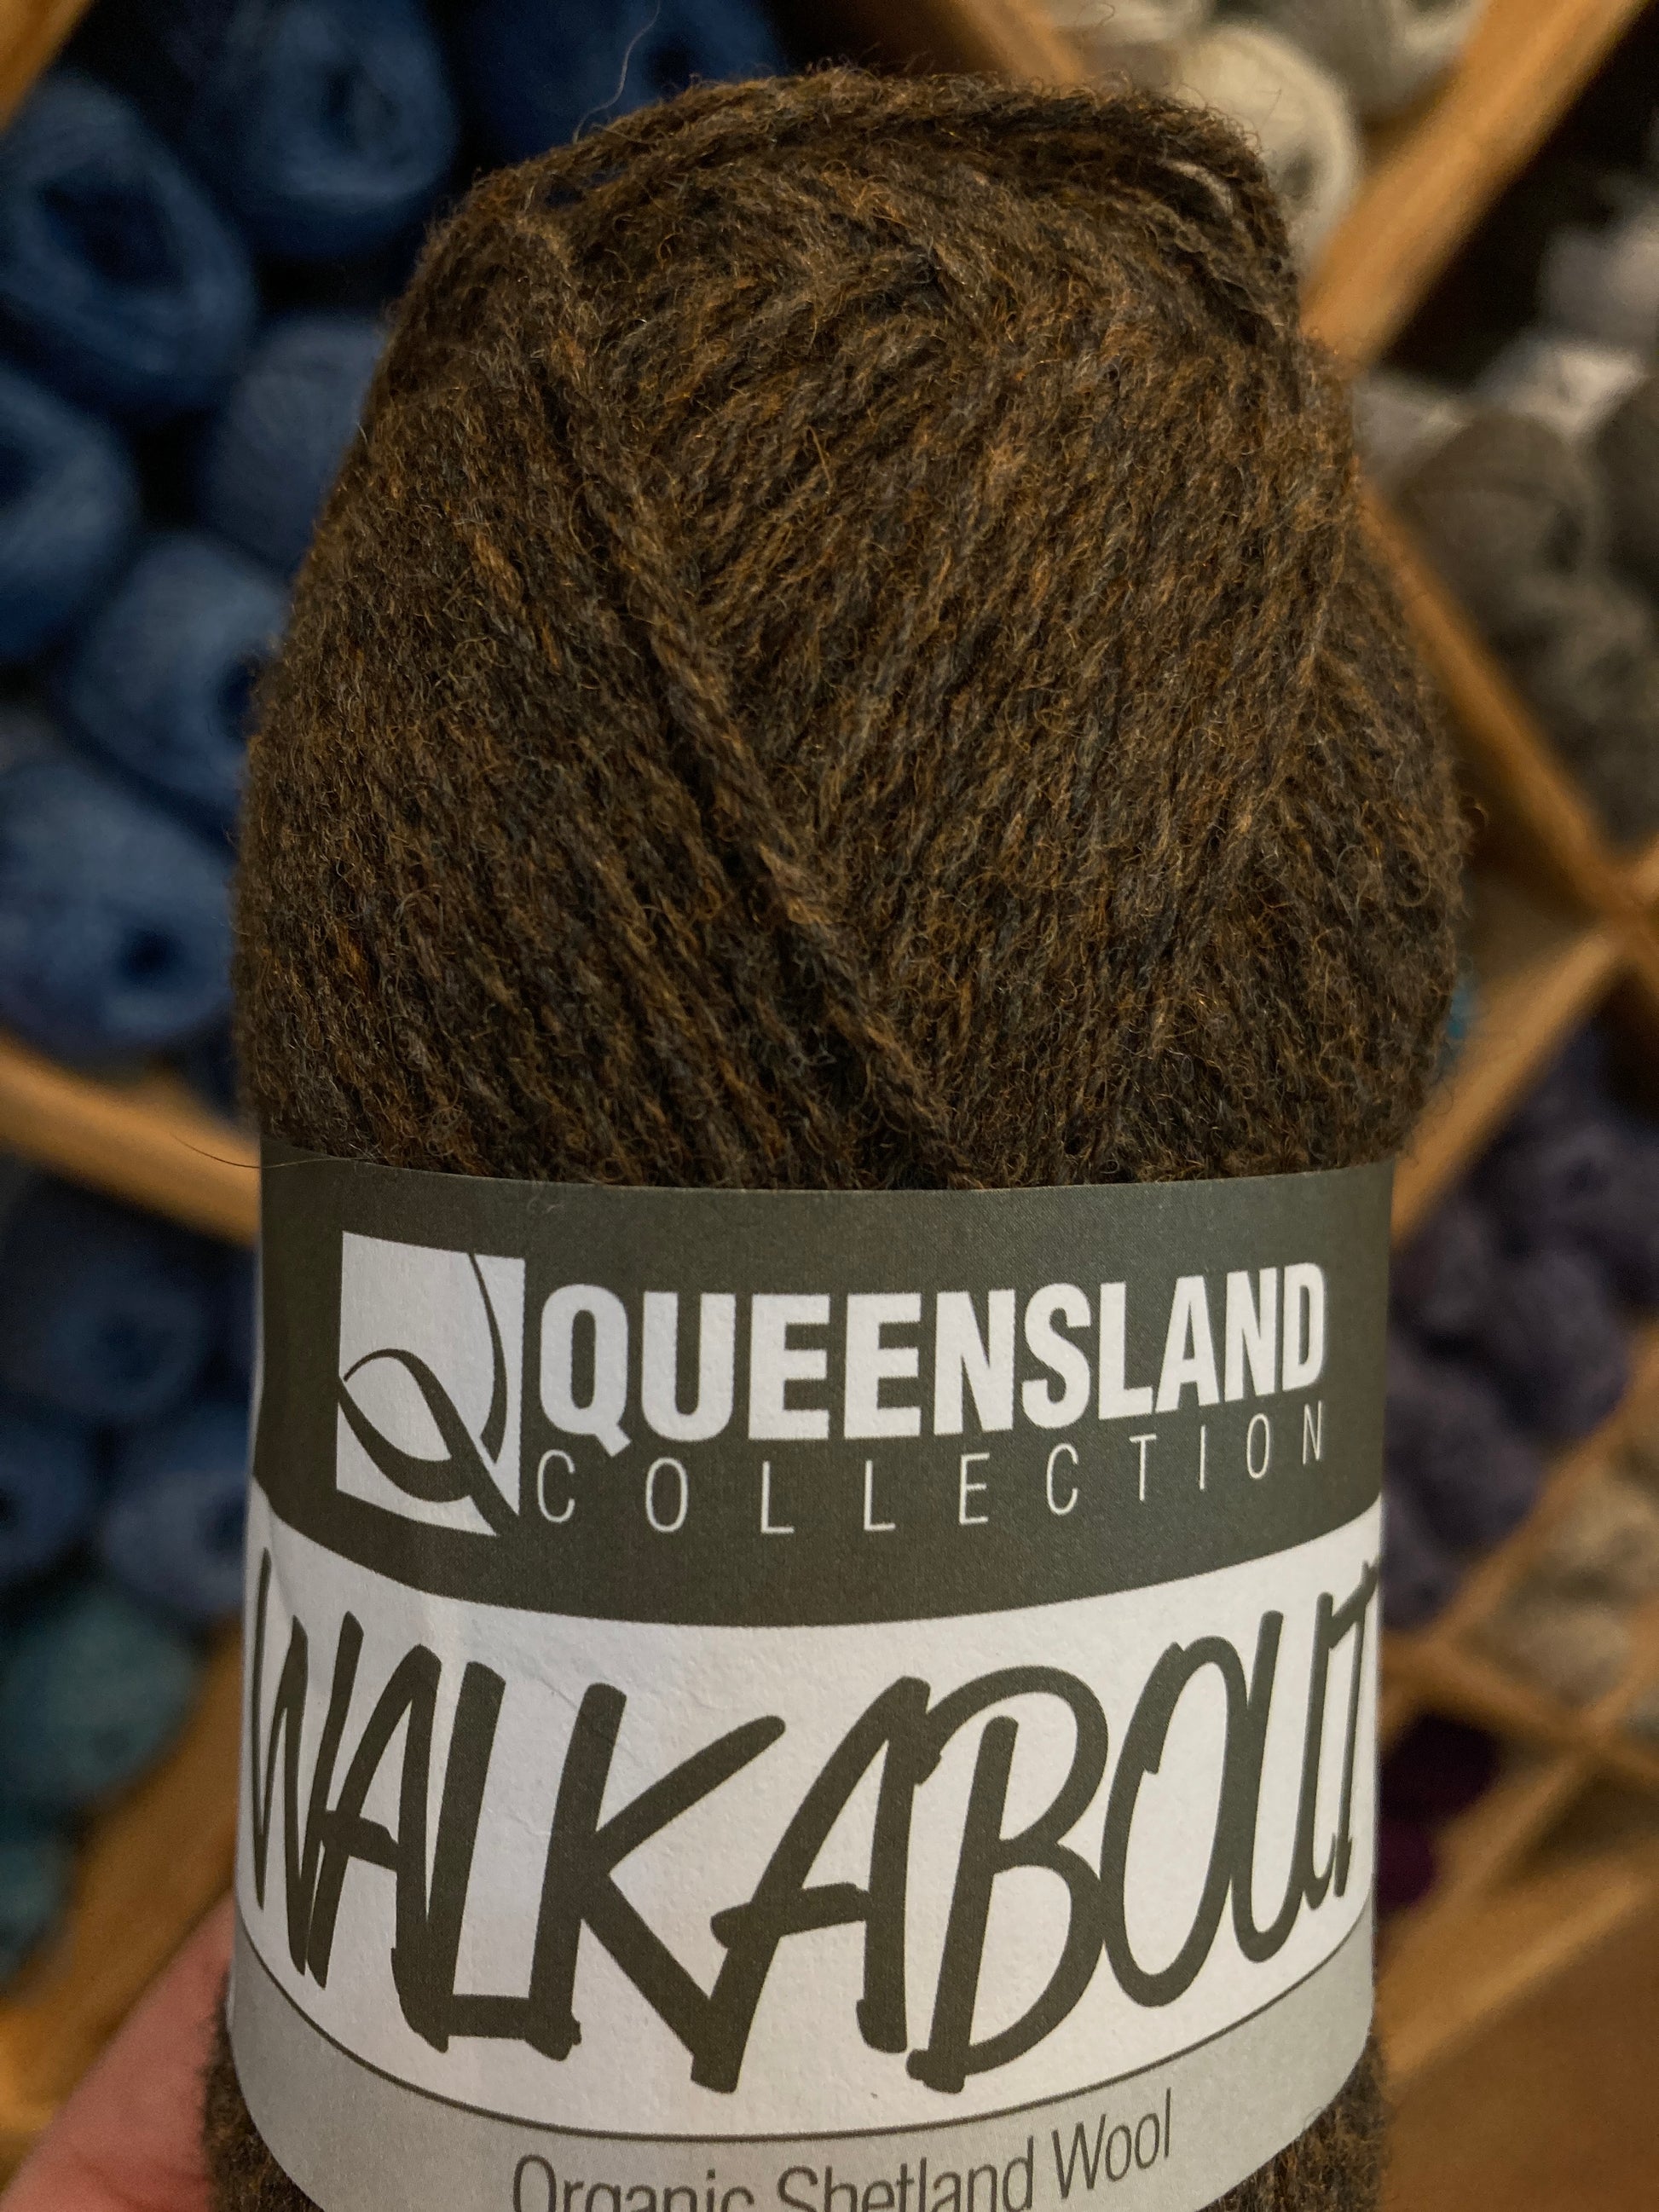 QUEENSLAND
COLLECTION
WALKABOUT
Organic Shetland Wool